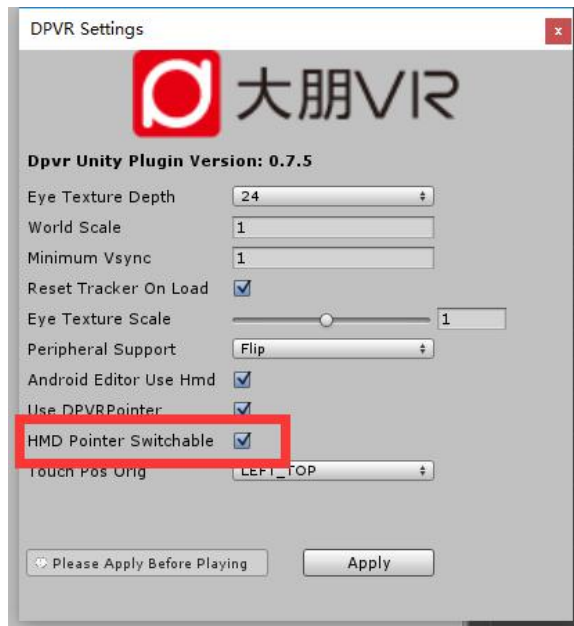 DPVR Settings
x
大朋VR
Dpvr Unity Plugin Version: 0.7.5
Eye Texture Depth 24
World Scale 1
Minimum Vsync 1
Reset Tracker On Load
Eye Texture Scale 1
Peripheral Support Flip
Android Editor Use Hmd
Use DPVRPointer
HMD Pointer Switchable
Touch Pos Orig LEFT_TOP
Please Apply Before Playing Apply